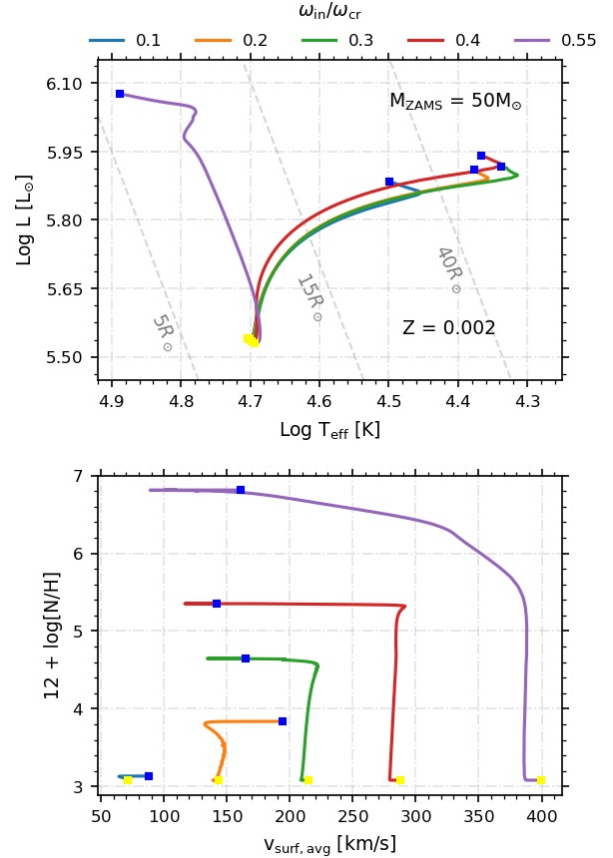 ω_in/ω_cr
0.1 0.2 0.3 0.4 0.55
M_ZAMS = 50M_⊙
6.10
5.95
5.80
5.65
5.50
Log L [L_⊙]
5R_⊙
15R_⊙
40R_⊙
Z = 0.002
4.9 4.8 4.7 4.6 4.5 4.4 4.3
Log T_eff [K]
7
6
5
4
3
12 + log[N/H]
50 100 150 200 250 300 350 400
v_surf, avg [km/s]